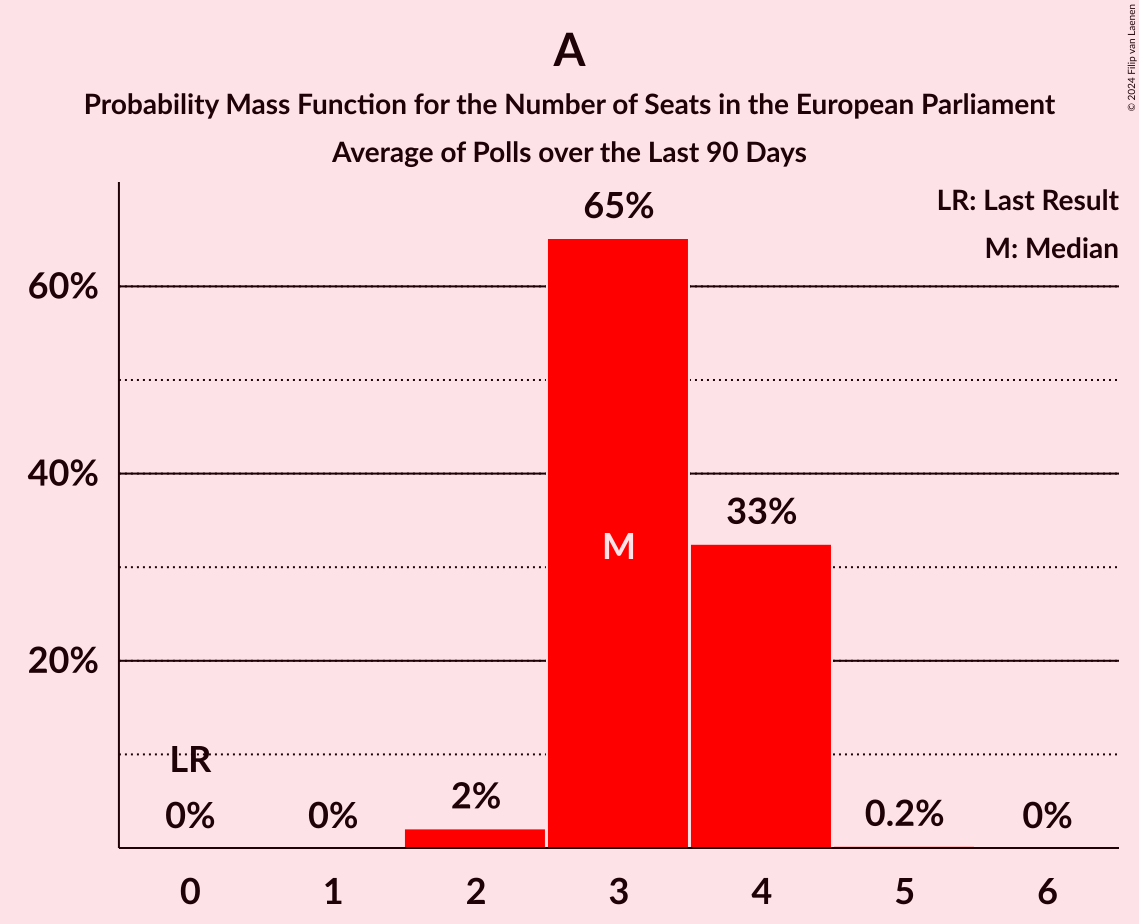 A
Probability Mass Function for the Number of Seats in the European Parliament
Average of Polls over the Last 90 Days
© 2024 Filip van Laenen
LR: Last Result
M: Median
65%
60%
40%
33%
M
20%
LR
0%
0%
2%
0.2%
0%
0 1 2 3 4 5 6